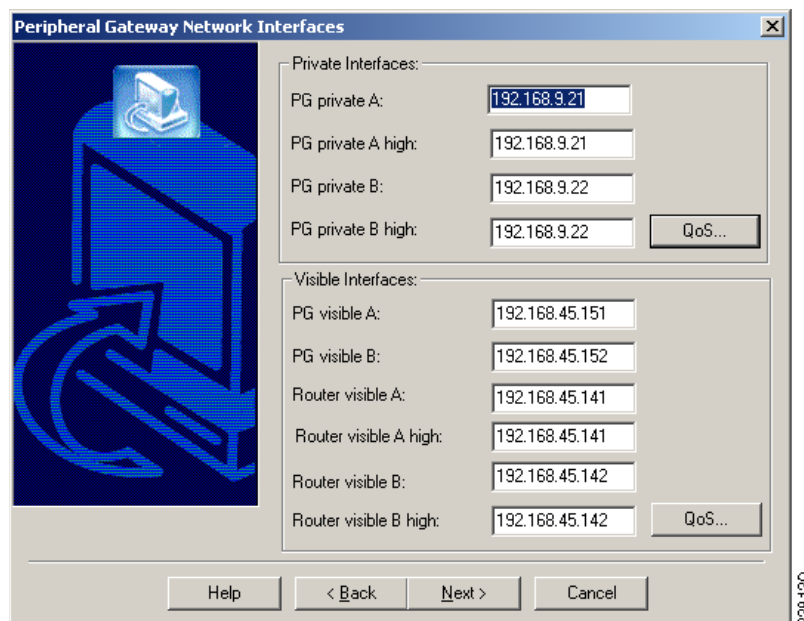 Peripheral Gateway Network Interfaces
Private Interfaces:
PG private A: 192.168.9.21
PG private A high: 192.168.9.21
PG private B: 192.168.9.22
PG private B high: 192.168.9.22 QoS...
Visible Interfaces:
PG visible A: 192.168.45.151
PG visible B: 192.168.45.152
Router visible A: 192.168.45.141
Router visible A high: 192.168.45.141
Router visible B: 192.168.45.142
Router visible B high: 192.168.45.142 QoS...
Help < Back Next > Cancel